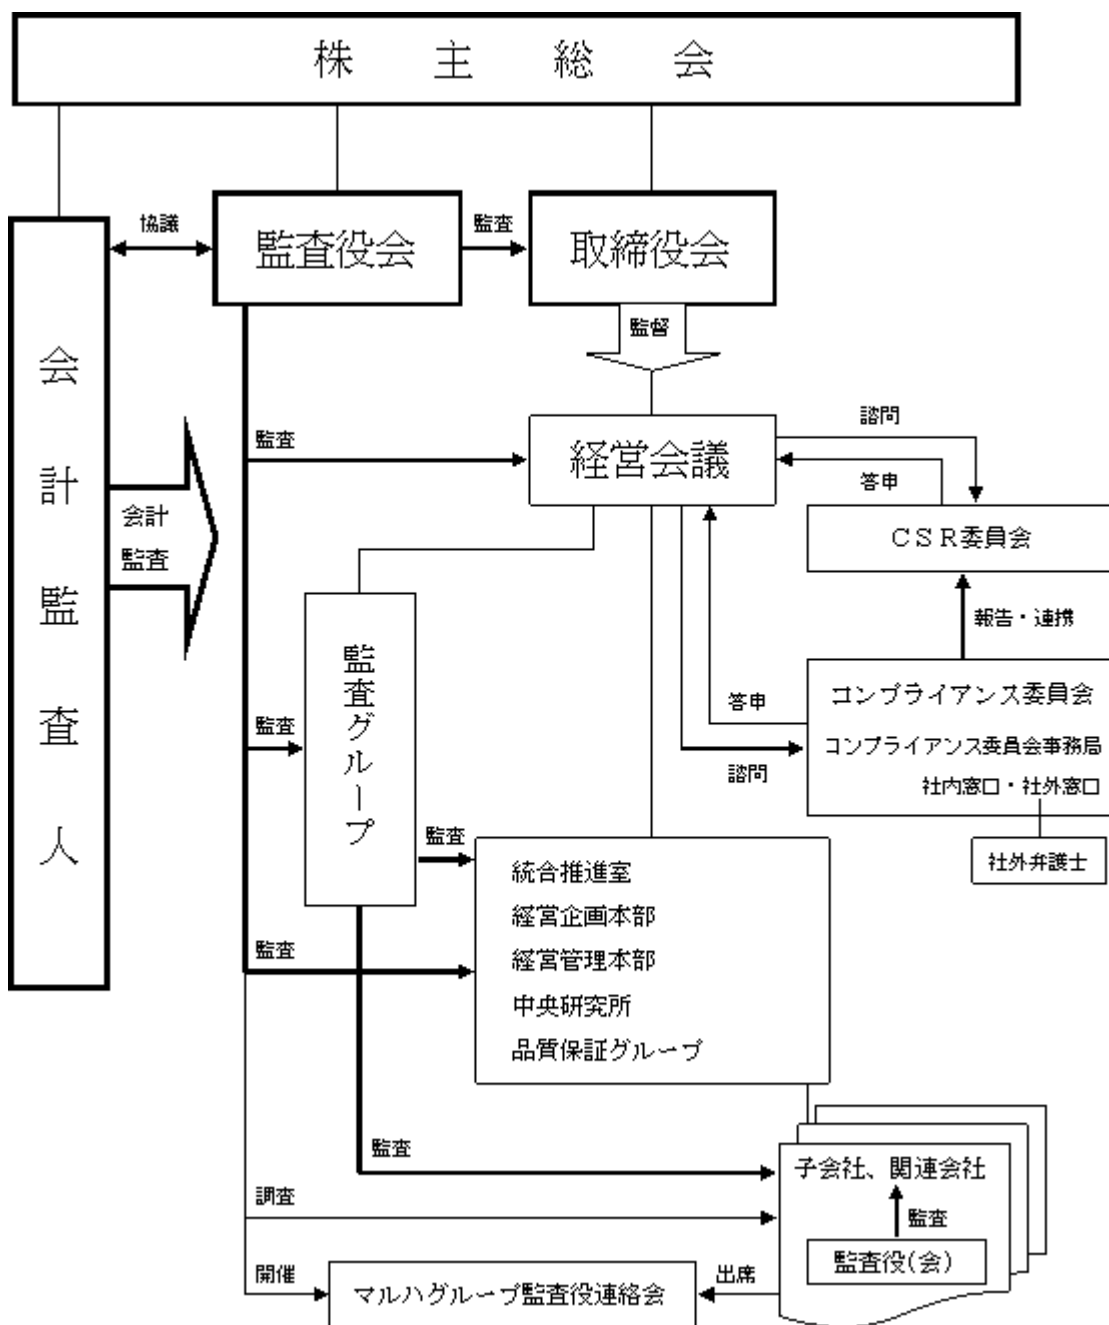 株主総会
協議
監査役会
監査
取締役会
監督
会計監査人
会計
監査
監査
経営会議
諮問
答申
CSR委員会
報告・連携
監査グループ
監査
答申
諮問
コンプライアンス委員会
コンプライアンス委員会事務局
社内窓口・社外窓口
社外弁護士
監査
統合推進室
経営企画本部
経営管理本部
中央研究所
品質保証グループ
監査
監査
子会社、関連会社
調査
監査
監査役(会)
開催
マルハグループ監査役連絡会
出席